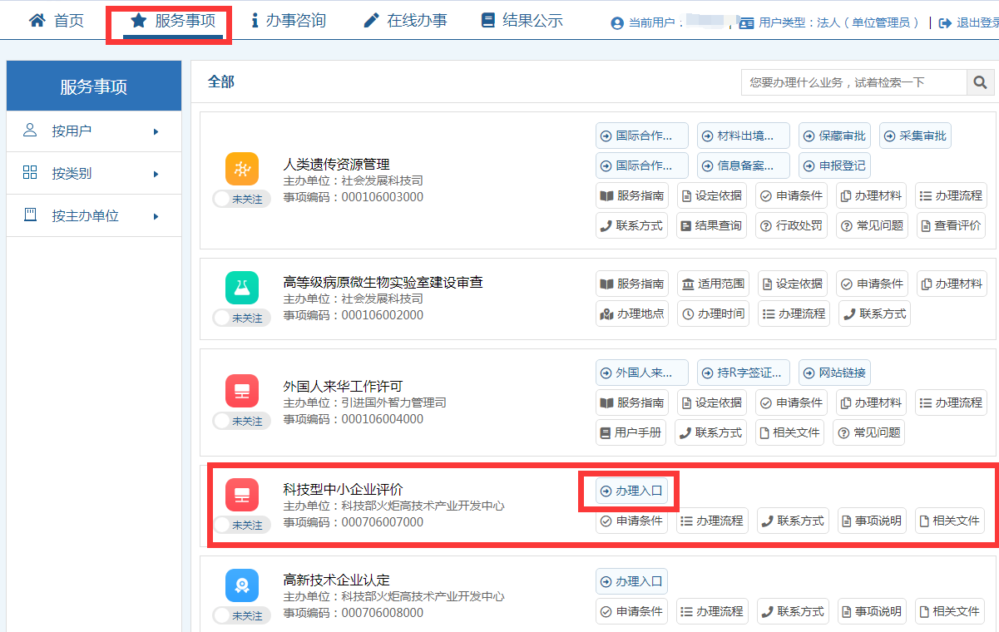 首页 服务事项 办事咨询 在线办事 结果公示 当前用户： , 用户类型：法人（单位管理员） 退出登录
服务事项
按用户
按类别
按主办单位
全部
您要办理什么业务，试着检索一下
人类遗传资源管理
主办单位：社会发展科技司
事项编码：000106003000
未关注
国际合作... 材料出境... 保藏审批 采集审批
国际合作... 信息备案... 申报登记
服务指南 设定依据 申请条件 办理材料 办理流程
联系方式 结果查询 行政处罚 常见问题 查看评价
高等级病原微生物实验室建设审查
主办单位：社会发展科技司
事项编码：000106002000
未关注
服务指南 适用范围 设定依据 申请条件 办理材料
办理地点 办理时间 办理流程 联系方式
外国人来华工作许可
主办单位：引进国外智力管理司
事项编码：000106004000
未关注
外国人来... 持R字签证... 网站链接
服务指南 设定依据 申请条件 办理材料 办理流程
用户手册 联系方式 相关文件 常见问题
科技型中小企业评价
主办单位：科技部火炬高技术产业开发中心
事项编码：000706007000
未关注
办理入口
申请条件 办理流程 联系方式 事项说明 相关文件
高新技术企业认定
主办单位：科技部火炬高技术产业开发中心
事项编码：000706008000
未关注
办理入口
申请条件 办理流程 联系方式 事项说明 相关文件